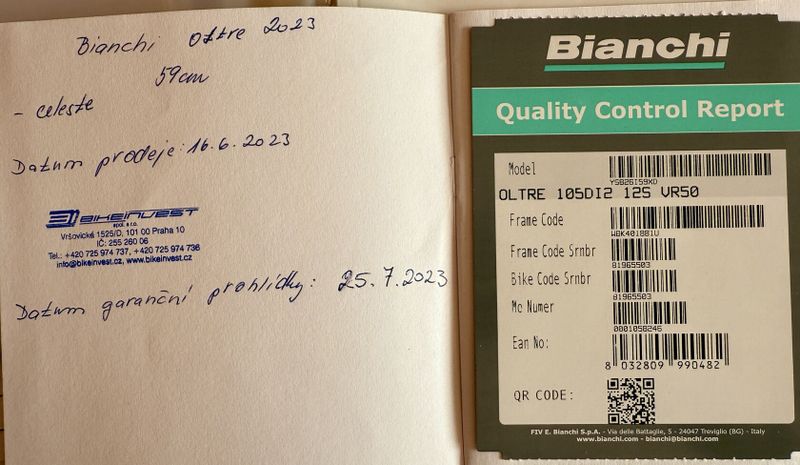 Bianchi Oltre 2023
59cm
- celeste
Datum prodeje: 16.6.2023
BIKEINVEST
spol. s r.o.
Vršovická 1525/D, 101 00 Praha 10
IČ: 255 260 06
Tel.: +420 725 974 737, +420 725 974 736
info@bikeinvest.cz, www.bikeinvest.cz
Datum garanční prohlídky: 25.7.2023
Bianchi
Quality Control Report
Model
YSB26I59XD
OLTRE 105DI2 12S VR50
Frame Code
WBK401881U
Frame Code Srnbr
81965503
Bike Code Srnbr
81965503
Mc Numer
0001058246
Ean No:
8 032809 990482
QR CODE:
FIV E. Bianchi S.p.A. - Via delle Battaglie, 5 - 24047 Treviglio (BG) - Italy
www.bianchi.com - bianchi@bianchi.com